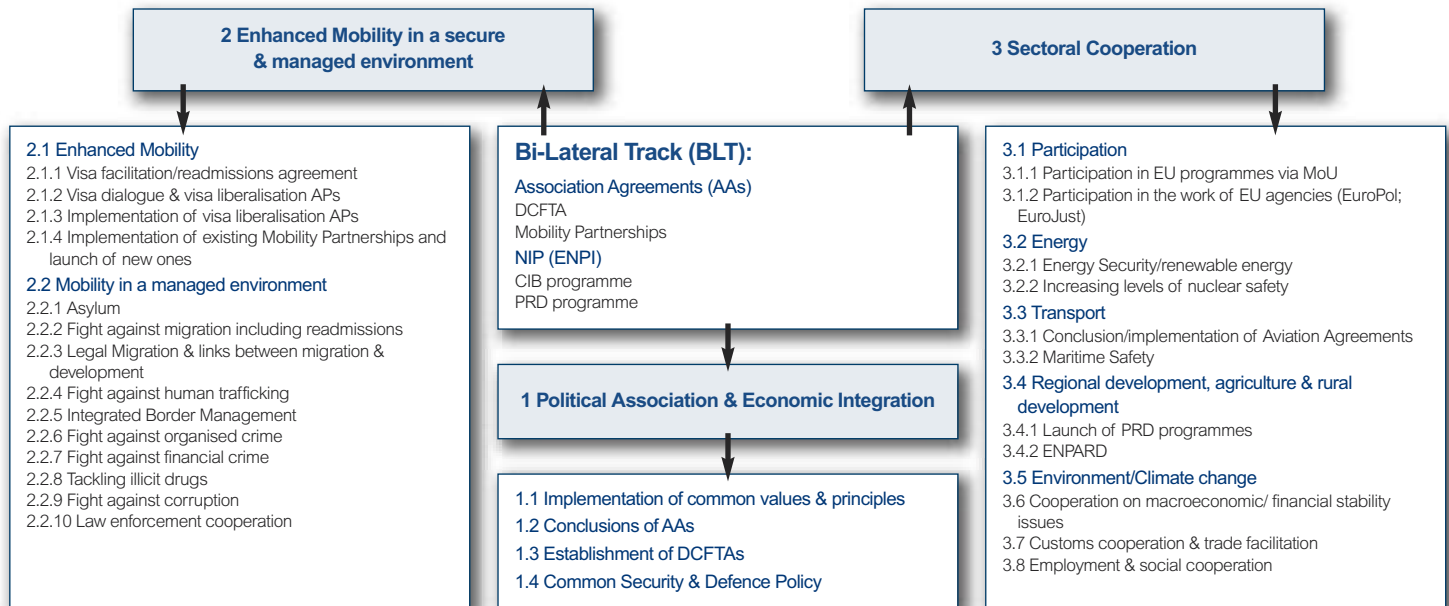 2 Enhanced Mobility in a secure
& managed environment
3 Sectoral Cooperation
2.1 Enhanced Mobility
2.1.1 Visa facilitation/readmissions agreement
2.1.2 Visa dialogue & visa liberalisation APs
2.1.3 Implementation of visa liberalisation APs
2.1.4 Implementation of existing Mobility Partnerships and
launch of new ones
2.2 Mobility in a managed environment
2.2.1 Asylum
2.2.2 Fight against migration including readmissions
2.2.3 Legal Migration & links between migration &
development
2.2.4 Fight against human trafficking
2.2.5 Integrated Border Management
2.2.6 Fight against organised crime
2.2.7 Fight against financial crime
2.2.8 Tackling illicit drugs
2.2.9 Fight against corruption
2.2.10 Law enforcement cooperation
Bi-Lateral Track (BLT):
Association Agreements (AAs)
DCFTA
Mobility Partnerships
NIP (ENPI)
CIB programme
PRD programme
1 Political Association & Economic Integration
1.1 Implementation of common values & principles
1.2 Conclusions of AAs
1.3 Establishment of DCFTAs
1.4 Common Security & Defence Policy
3.1 Participation
3.1.1 Participation in EU programmes via MoU
3.1.2 Participation in the work of EU agencies (EuroPol;
EuroJust)
3.2 Energy
3.2.1 Energy Security/renewable energy
3.2.2 Increasing levels of nuclear safety
3.3 Transport
3.3.1 Conclusion/implementation of Aviation Agreements
3.3.2 Maritime Safety
3.4 Regional development, agriculture & rural
development
3.4.1 Launch of PRD programmes
3.4.2 ENPARD
3.5 Environment/Climate change
3.6 Cooperation on macroeconomic/ financial stability
issues
3.7 Customs cooperation & trade facilitation
3.8 Employment & social cooperation